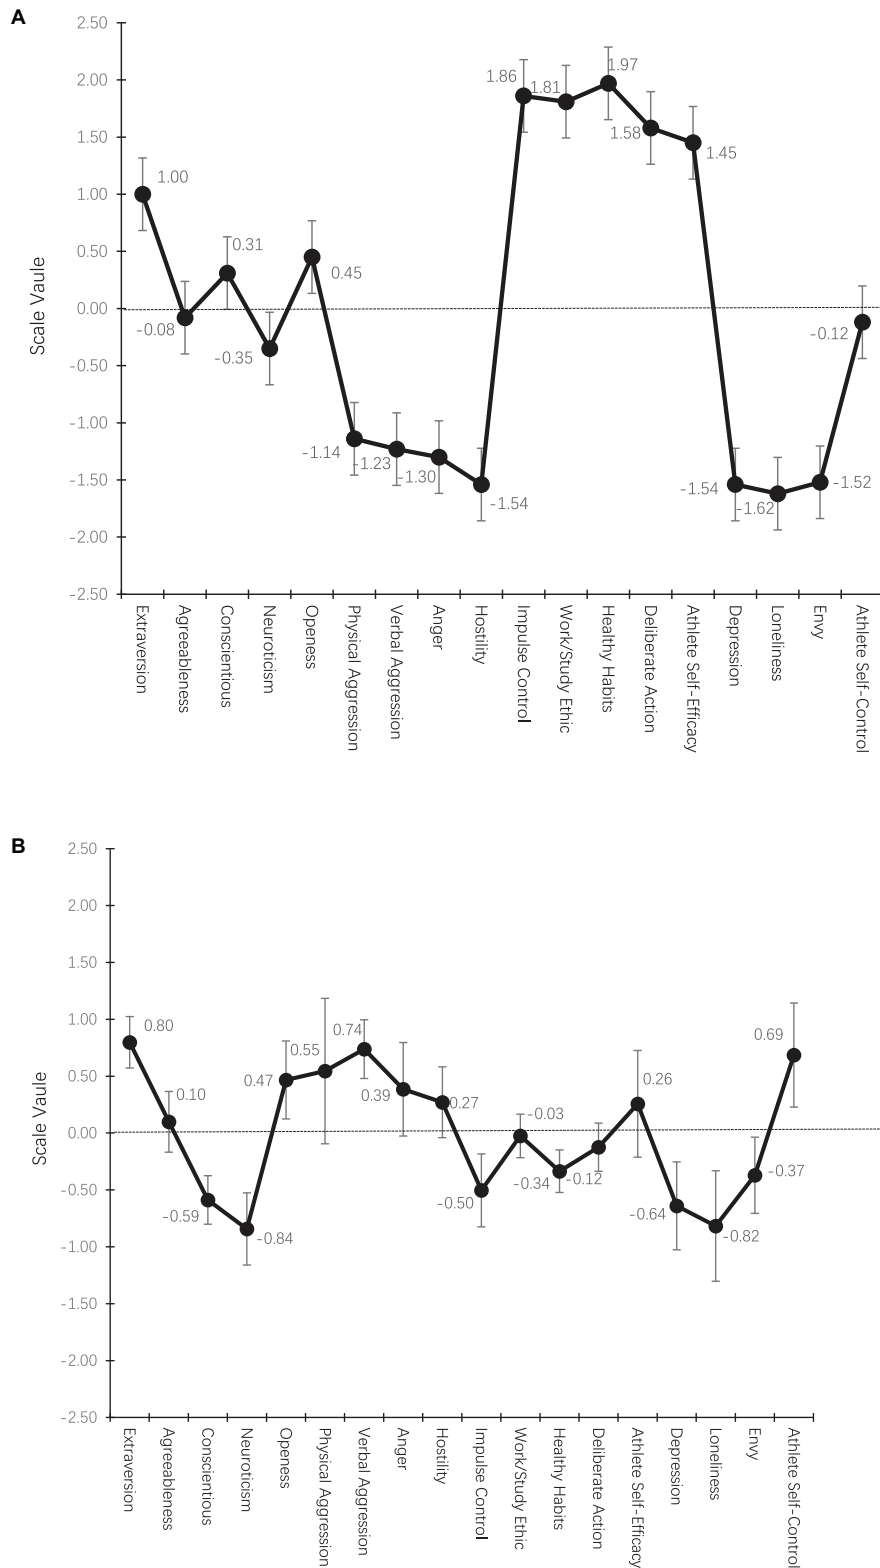 A
2.50
2.00
1.50
1.00
0.50
0.00
-0.50
-1.00
-1.50
-2.00
-2.50
Scale Vaule
1.00
-0.08
0.31
-0.35
0.45
-1.14
-1.23
-1.30
-1.54
1.86
1.81
1.97
1.58
1.45
-1.54
-1.62
-1.52
-0.12
Extraversion
Agreeableness
Conscientious
Neuroticism
Openess
Physical Aggression
Verbal Aggression
Anger
Hostility
Impulse Control
Work/Study Ethic
Healthy Habits
Deliberate Action
Athlete Self-Efficacy
Depression
Loneliness
Envy
Athlete Self-Control
B
2.50
2.00
1.50
1.00
0.50
0.00
-0.50
-1.00
-1.50
-2.00
-2.50
Scale Vaule
0.80
0.10
-0.59
-0.84
0.47
0.55
0.74
0.39
0.27
-0.50
-0.03
-0.34
-0.12
0.26
-0.64
-0.82
-0.37
0.69
Extraversion
Agreeableness
Conscientious
Neuroticism
Openess
Physical Aggression
Verbal Aggression
Anger
Hostility
Impulse Control
Work/Study Ethic
Healthy Habits
Deliberate Action
Athlete Self-Efficacy
Depression
Loneliness
Envy
Athlete Self-Control